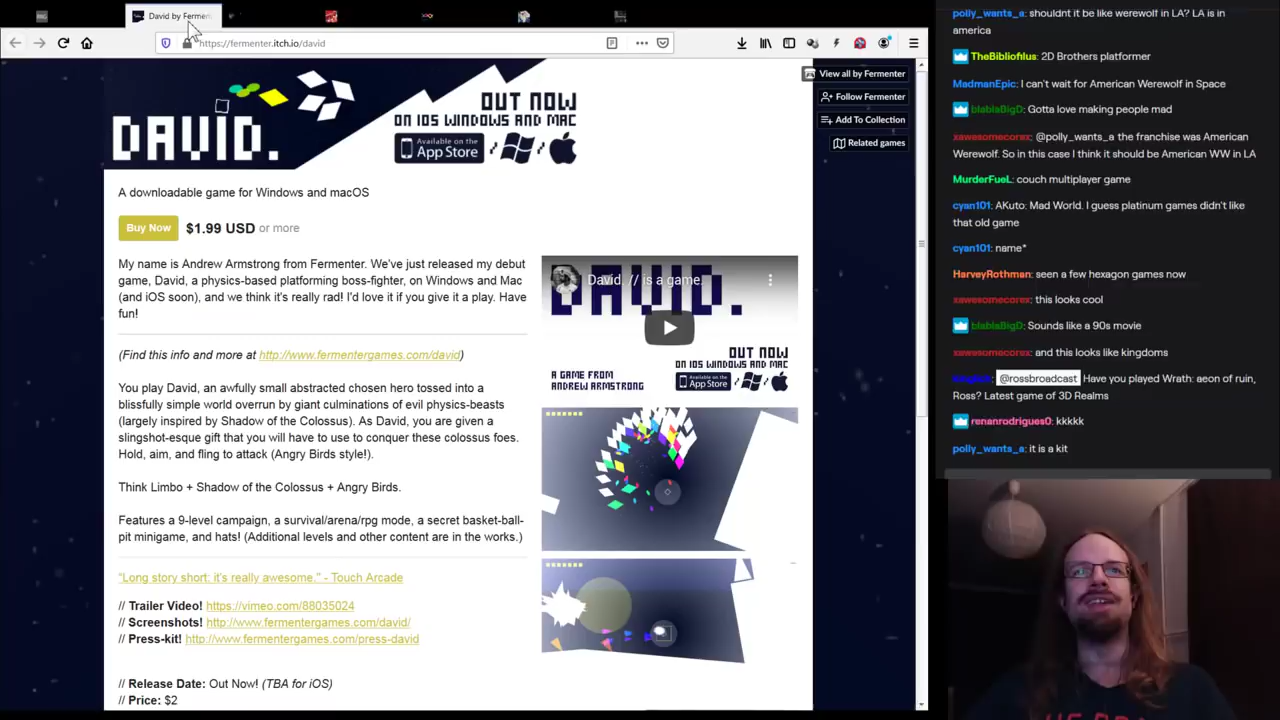 David by Fermen
https://fermenter.itch.io/david
DAVID.
OUT NOW
ON IOS WINDOWS AND MAC
Available on the
App Store
View all by Fermenter
Follow Fermenter
Add To Collection
Related games
A downloadable game for Windows and macOS
Buy Now $1.99 USD or more
My name is Andrew Armstrong from Fermenter. We've just released my debut
game, David, a physics-based platforming boss-fighter, on Windows and Mac
(and iOS soon), and we think it's really rad! I'd love it if you give it a play. Have
fun!
(Find this info and more at http://www.fermentergames.com/david)
You play David, an awfully small abstracted chosen hero tossed into a
blissfully simple world overrun by giant culminations of evil physics-beasts
(largely inspired by Shadow of the Colossus). As David, you are given a
slingshot-esque gift that you will have to use to conquer these colossus foes.
Hold, aim, and fling to attack (Angry Birds style!).
Think Limbo + Shadow of the Colossus + Angry Birds.
Features a 9-level campaign, a survival/arena/rpg mode, a secret basket-ball-
pit minigame, and hats! (Additional levels and other content are in the works.)
"Long story short: it's really awesome." - Touch Arcade
// Trailer Video! https://vimeo.com/88035024
// Screenshots! http://www.fermentergames.com/david/
// Press-kit! http://www.fermentergames.com/press-david
// Release Date: Out Now! (TBA for iOS)
// Price: $2
David. // is a game.
DAVID.
OUT NOW
ON IOS WINDOWS AND MAC
A GAME FROM
ANDREW ARMSTRONG
Available on the
App Store
polly_wants_a: shouldnt it be like werewolf in LA? LA is in
america
TheBibliofilus: 2D Brothers platformer
MadmanEpic: I can't wait for American Werewolf in Space
blablaBigD: Gotta love making people mad
xawesomecorex: @polly_wants_a the franchise was American
Werewolf. So in this case I think it should be American WW in LA
MurderFueL: couch multiplayer game
cyan101: AKuto: Mad World. I guess platinum games didn't like
that old game
cyan101: name*
HarveyRothman: seen a few hexagon games now
xawesomecorex: this looks cool
blablaBigD: Sounds like a 90s movie
xawesomecorex: and this looks like kingdoms
@rossbroadcast Have you played Wrath: aeon of ruin,
Ross? Latest game of 3D Realms
renanrodrigues0: kkkkk
polly_wants_a: it is a kit